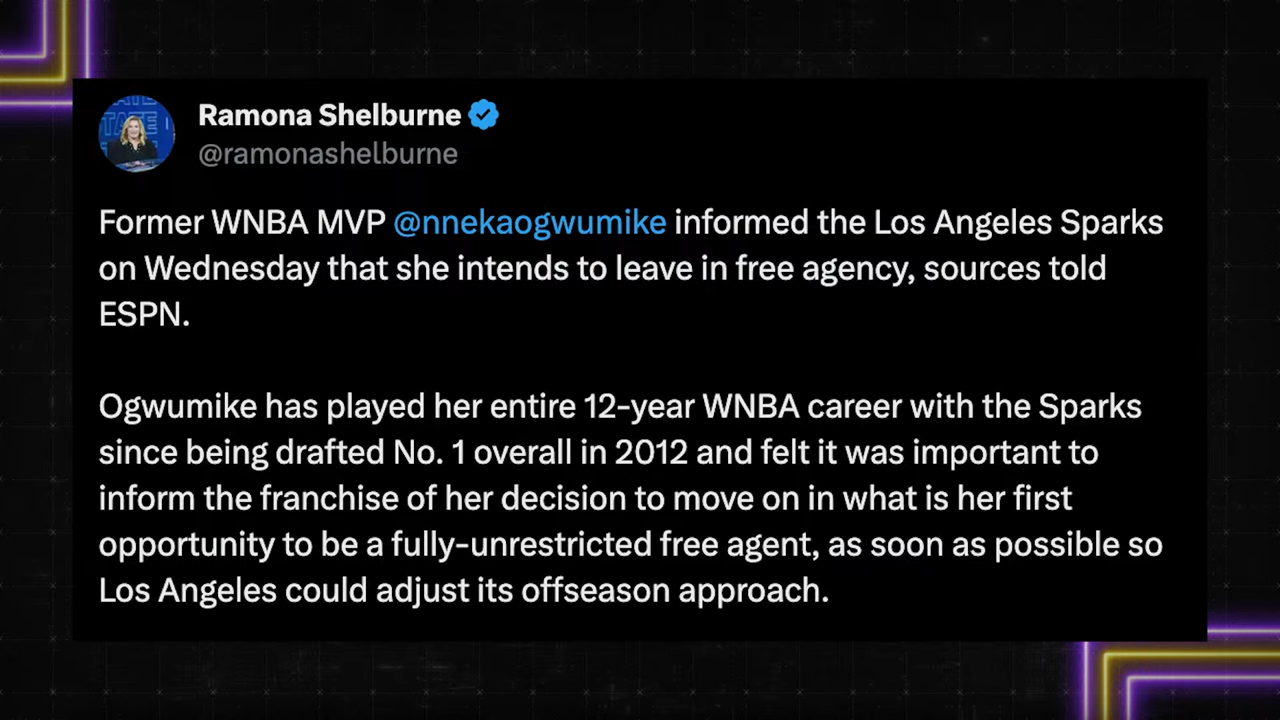 Ramona Shelburne
@ramonashelburne
Former WNBA MVP @nnekaogwumike informed the Los Angeles Sparks
on Wednesday that she intends to leave in free agency, sources told
ESPN.
Ogwumike has played her entire 12-year WNBA career with the Sparks
since being drafted No. 1 overall in 2012 and felt it was important to
inform the franchise of her decision to move on in what is her first
opportunity to be a fully-unrestricted free agent, as soon as possible so
Los Angeles could adjust its offseason approach.